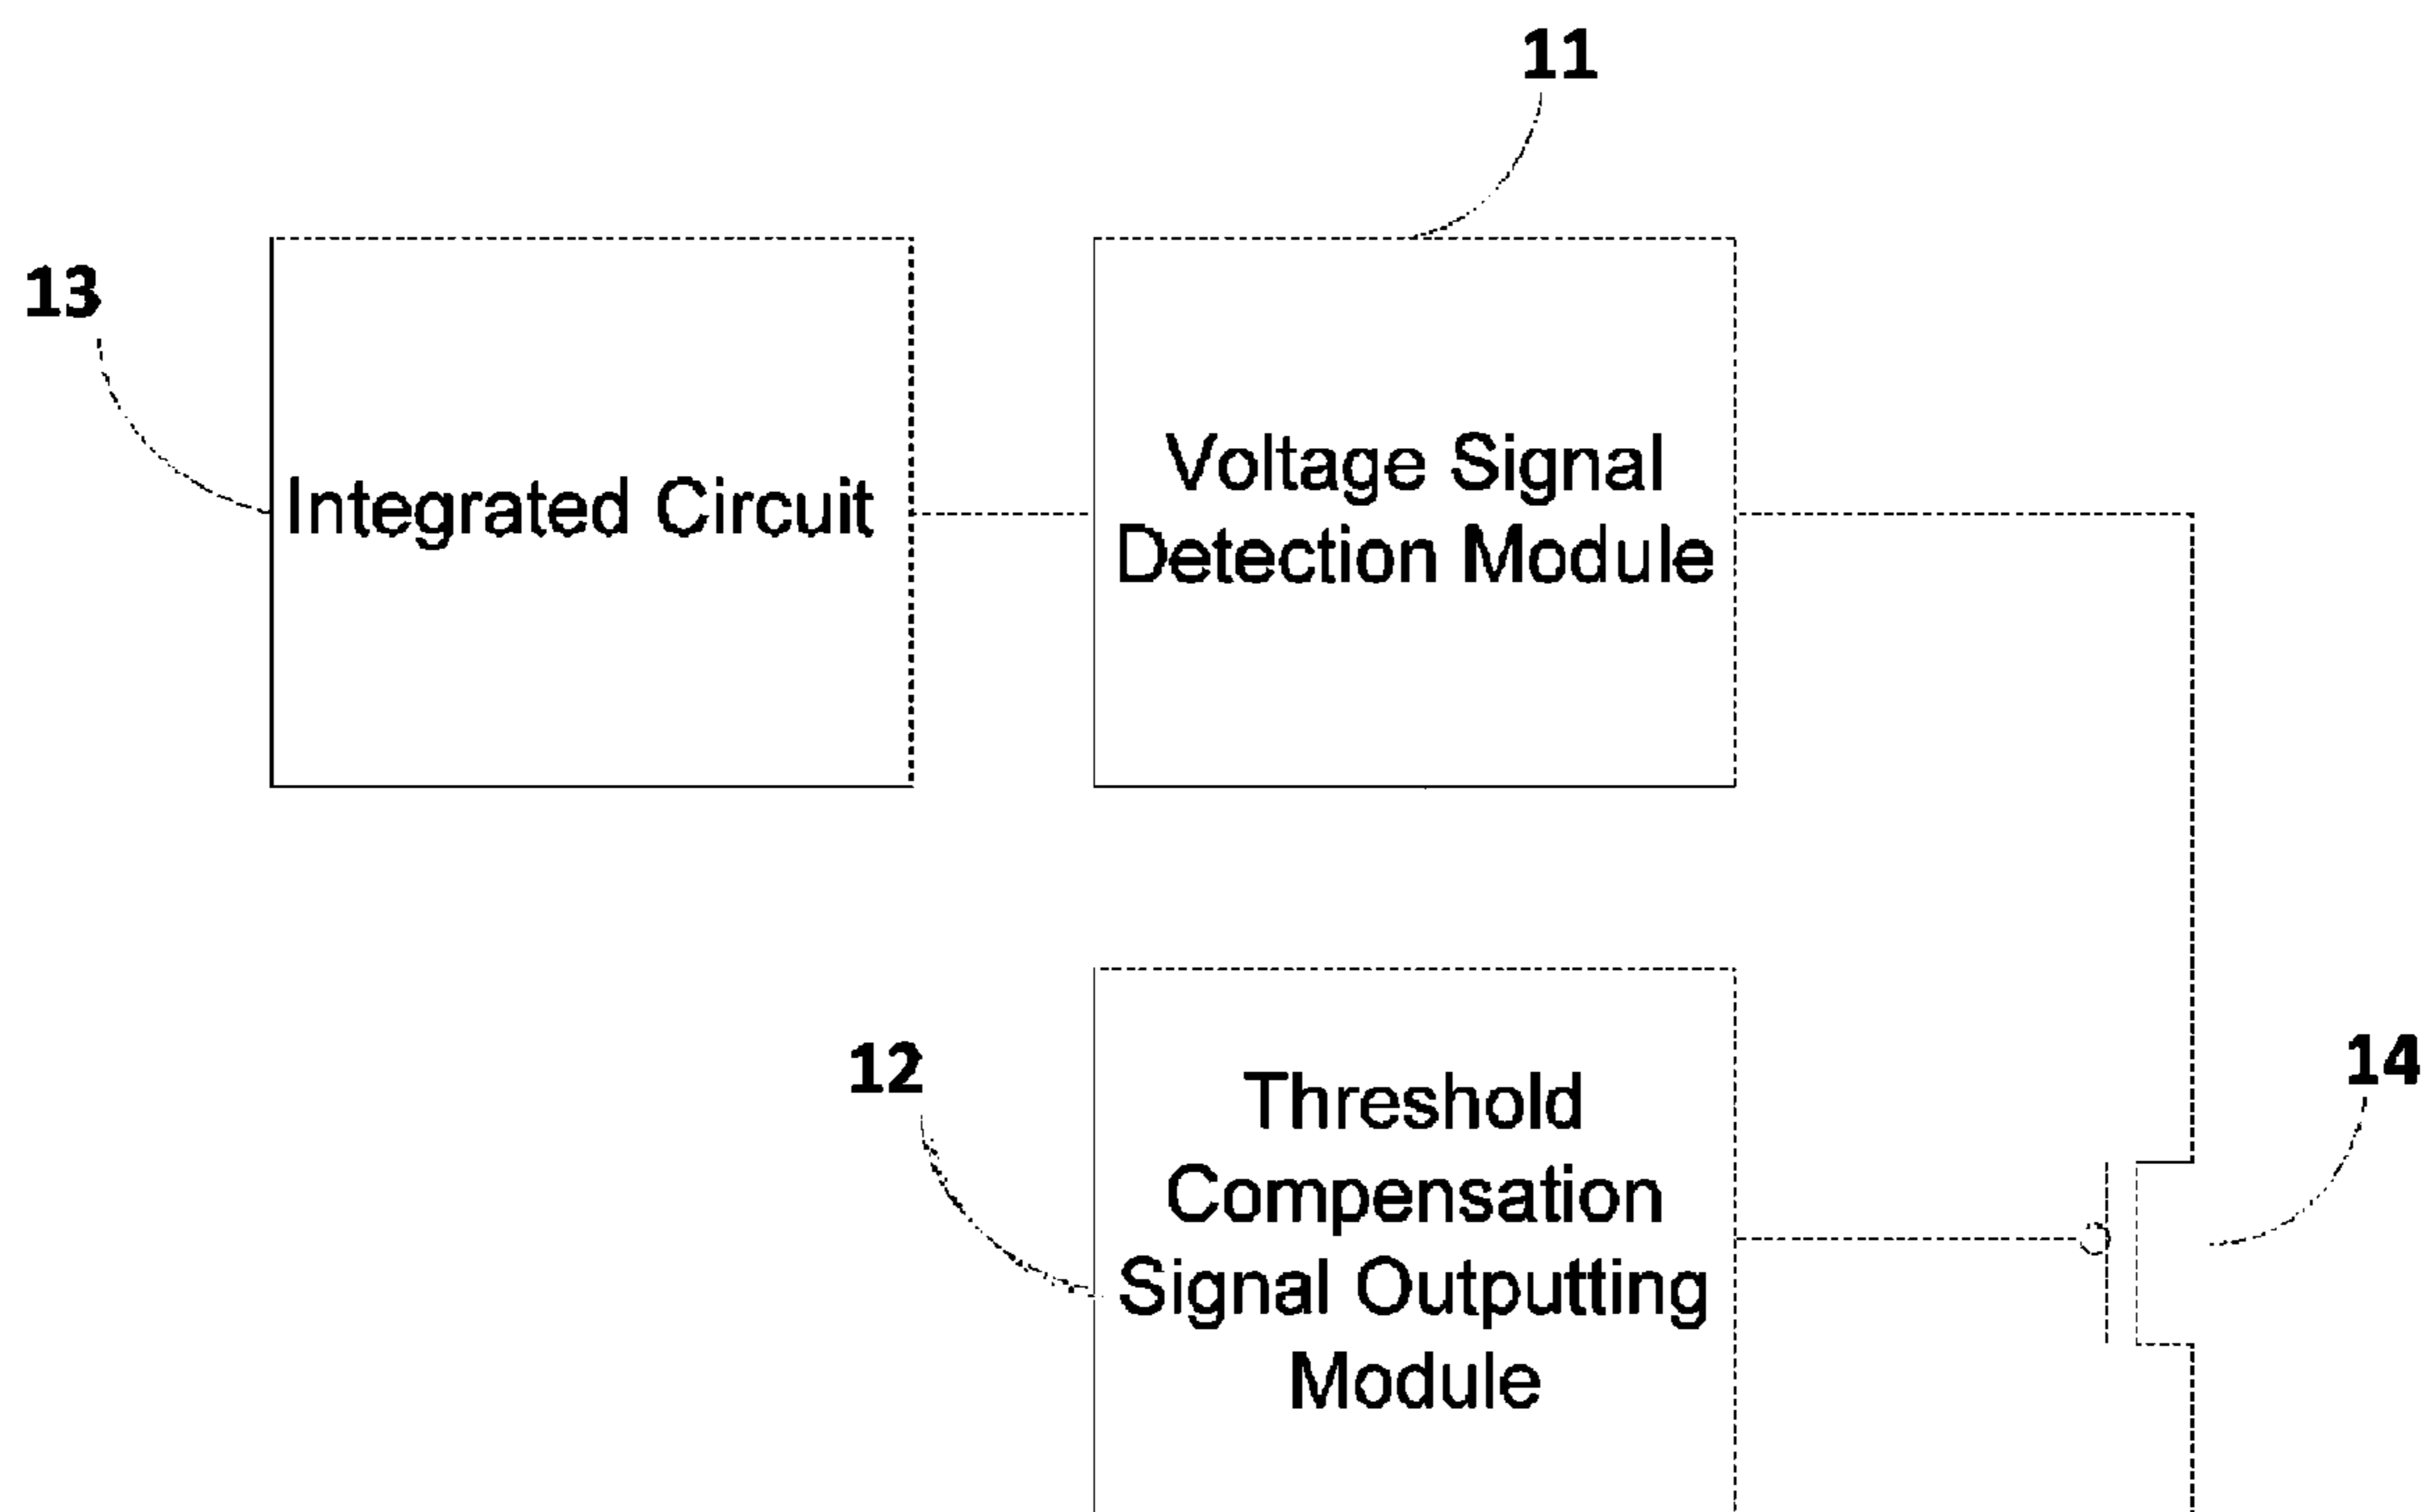 11
13
Integrated Circuit
Voltage Signal
Detection Module
12
14
Threshold
Compensation
Signal Outputting
Module